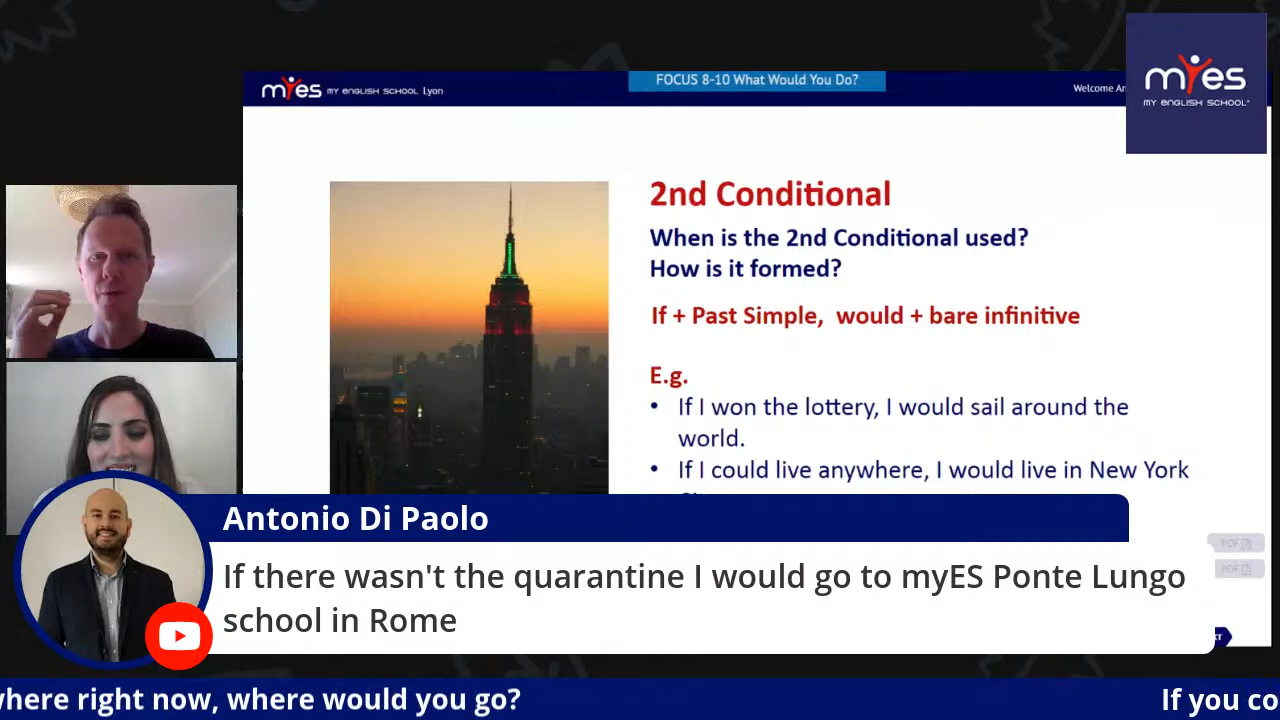 FOCUS 8-10 What Would You Do?
myes MY ENGLISH SCHOOL Lyon
Welcome
myes
MY ENGLISH SCHOOL
2nd Conditional
When is the 2nd Conditional used?
How is it formed?
If + Past Simple, would + bare infinitive
E.g.
• If I won the lottery, I would sail around the
world.
• If I could live anywhere, I would live in New York
Antonio Di Paolo
If there wasn't the quarantine I would go to myES Ponte Lungo
school in Rome
PDF
PDF
where right now, where would you go?
If you co